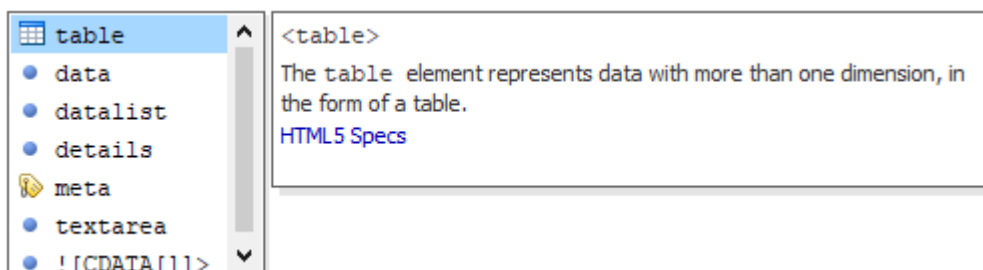 table
data
datalist
details
meta
textarea
![CDATA[]]>
<table>
The table element represents data with more than one dimension, in
the form of a table.
HTML5 Specs